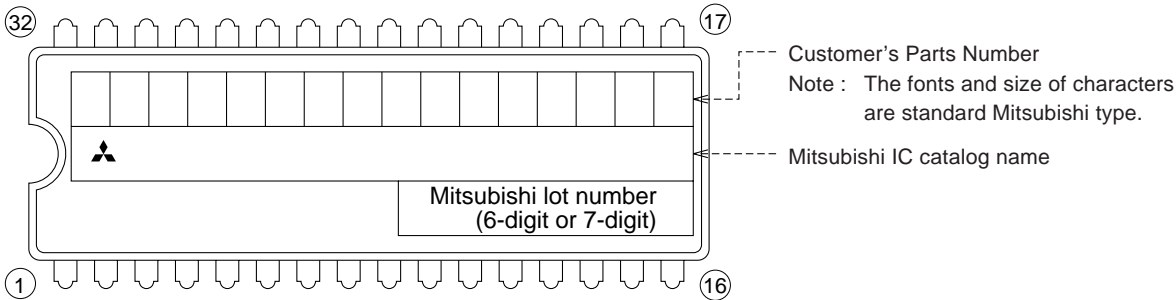 32
17
Customer’s Parts Number
Note : The fonts and size of characters
are standard Mitsubishi type.
Mitsubishi IC catalog name
Mitsubishi lot number
(6-digit or 7-digit)
1
16